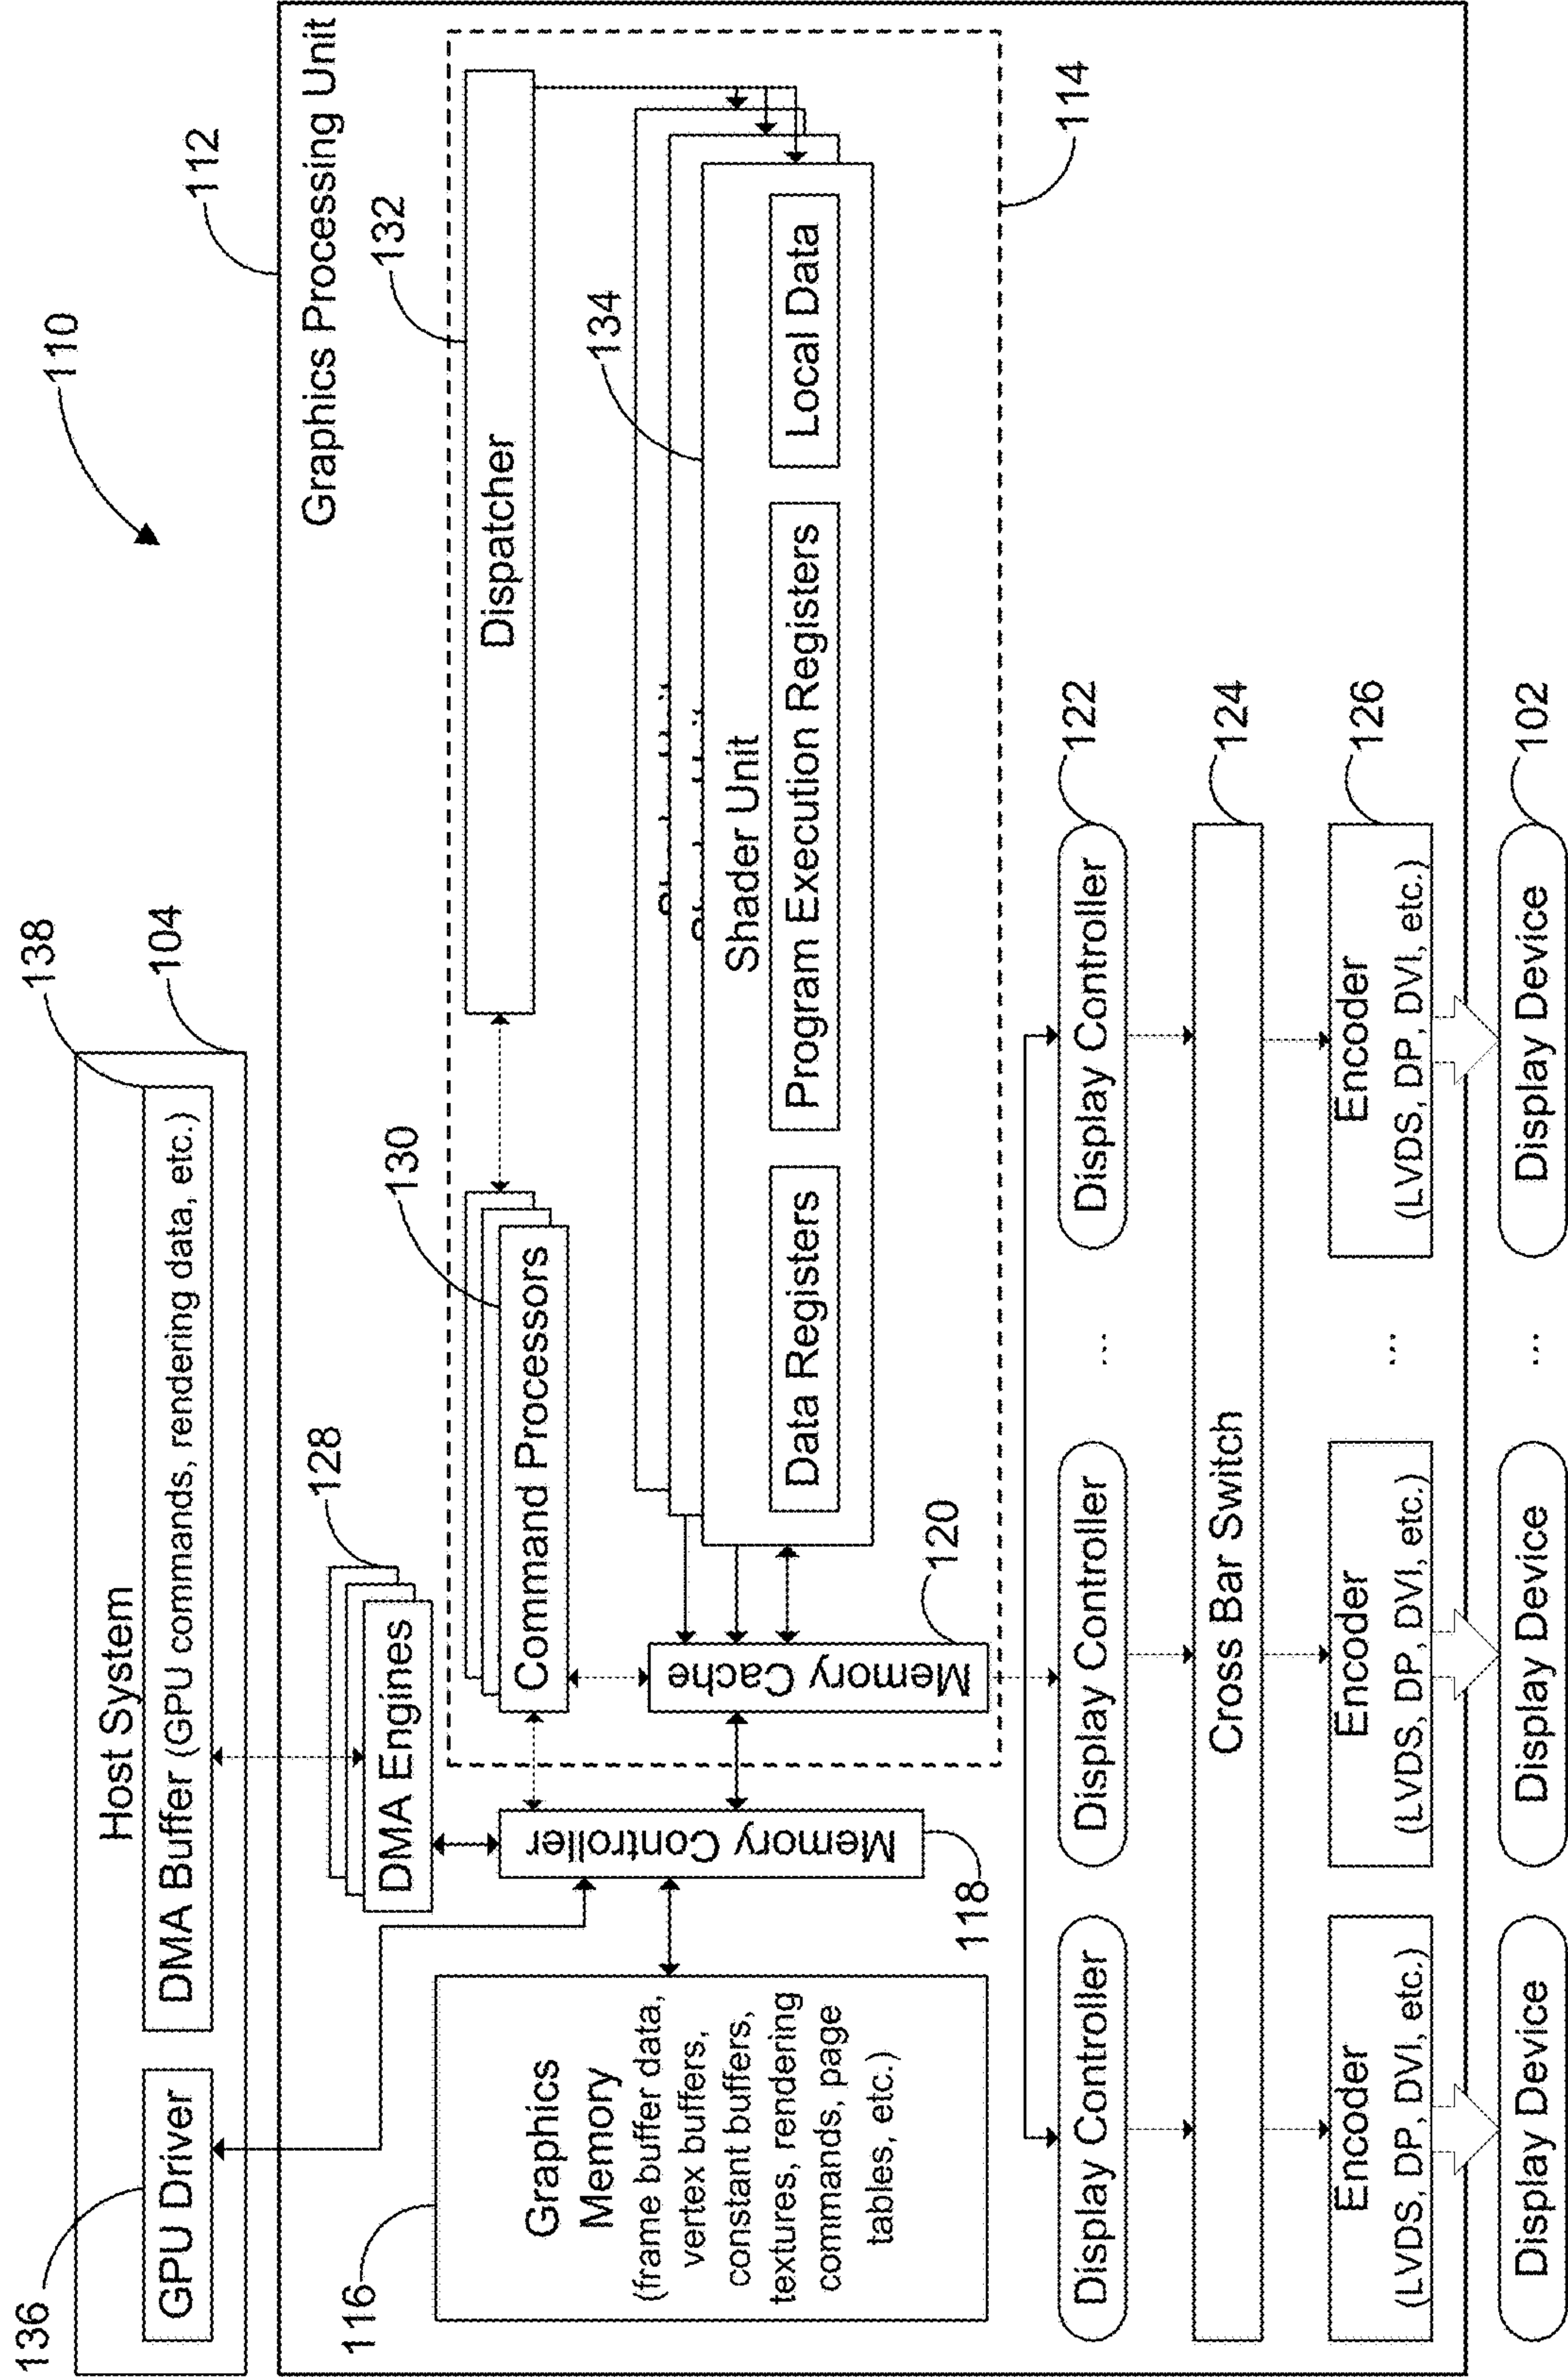 110
136
138
104
Host System
GPU Driver
DMA Buffer (GPU commands, rendering data, etc.)
112
Graphics Processing Unit
128
DMA Engines
130
Command Processors
132
Dispatcher
116
Graphics
Memory
(frame buffer data,
vertex buffers,
constant buffers,
textures, rendering
commands, page
tables, etc.)
Memory Controller
118
Memory Cache
120
134
Shader Unit
Data Registers
Program Execution Registers
Local Data
114
Display Controller
Display Controller
...
Display Controller
122
Cross Bar Switch
124
Encoder
(LVDS, DP, DVI, etc.)
Encoder
(LVDS, DP, DVI, etc.)
...
Encoder
(LVDS, DP, DVI, etc.)
126
Display Device
Display Device
...
Display Device
102